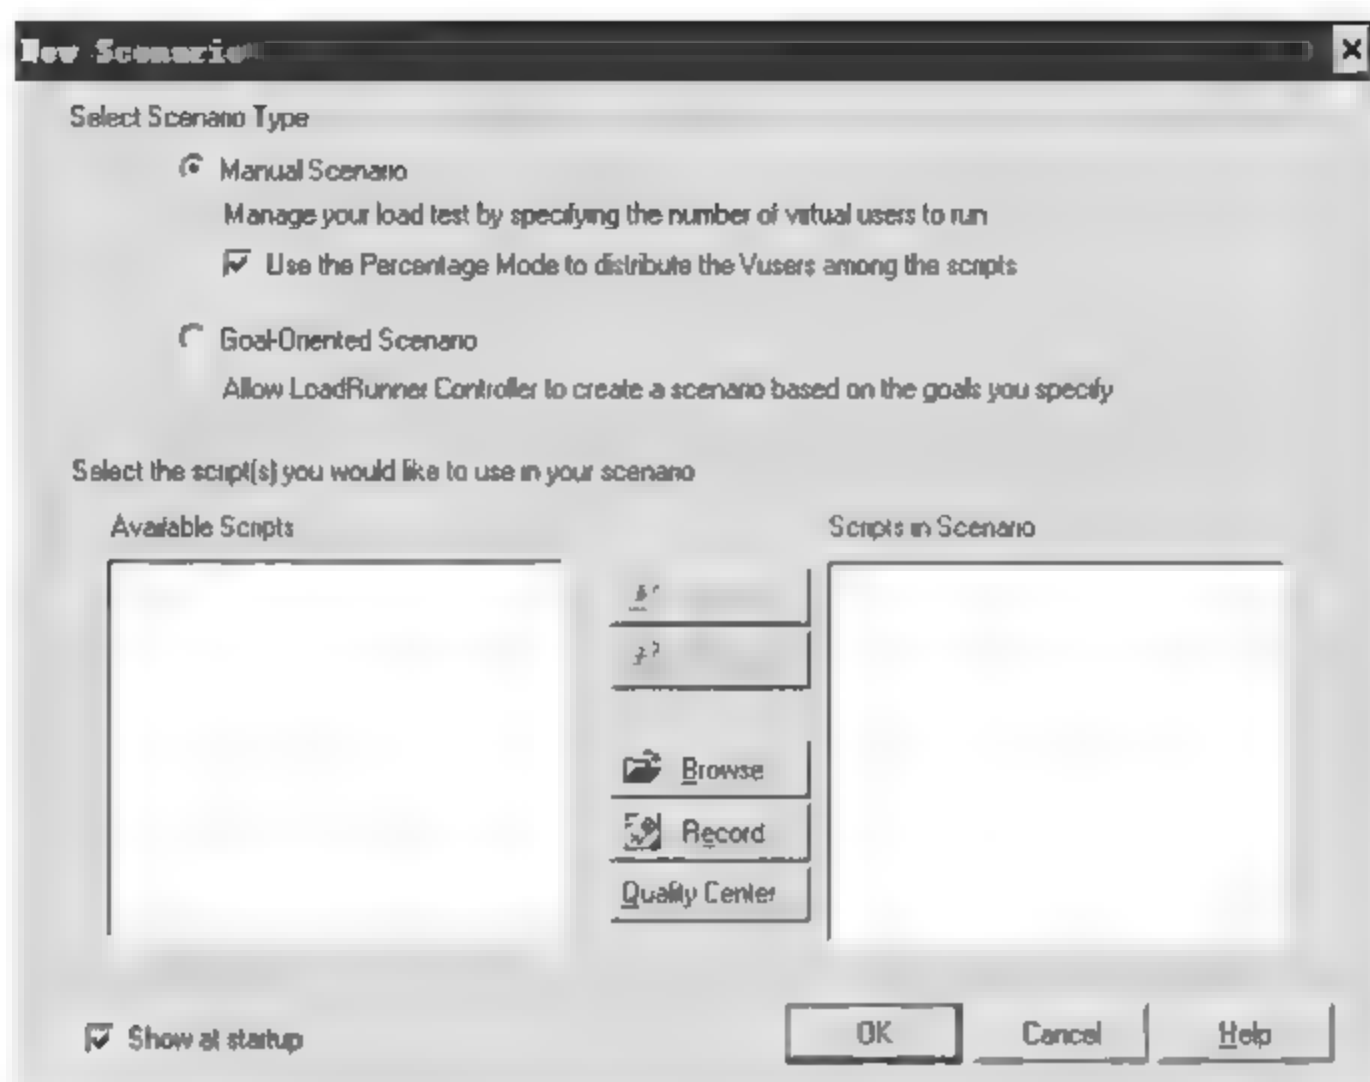 New Scenario
Select Scenario Type
Manual Scenario
Manage your load test by specifying the number of virtual users to run
Use the Percentage Mode to distribute the Vusers among the scripts
Goal-Oriented Scenario
Allow LoadRunner Controller to create a scenario based on the goals you specify
Select the script(s) you would like to use in your scenario
Available Scripts
Scripts in Scenario
Browse
Record
Quality Center
Show at startup
OK
Cancel
Help